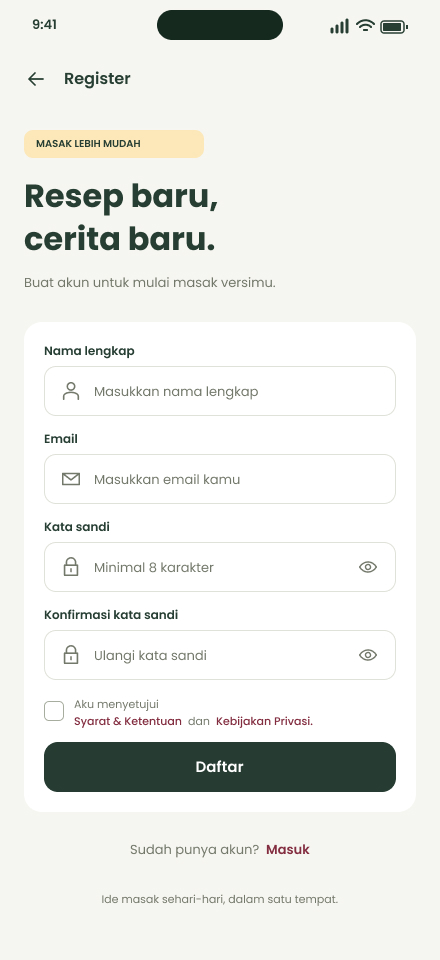 9:41
Register
MASAK LEBIH MUDAH
Resep baru,
cerita baru.
Buat akun untuk mulai masak versimu.
Nama lengkap
Masukkan nama lengkap
Email
Masukkan email kamu
Kata sandi
Minimal 8 karakter
Konfirmasi kata sandi
Ulangi kata sandi
Aku menyetujui
Syarat & Ketentuan dan Kebijakan Privasi.
Daftar
Sudah punya akun? Masuk
Ide masak sehari-hari, dalam satu tempat.